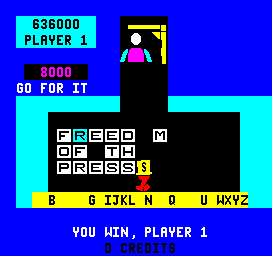 636000
PLAYER 1
8000
GO FOR IT
FREED M
OF TH
PRESS S
B G IJKL N Q U WXYZ
YOU WIN, PLAYER 1
0 CREDITS